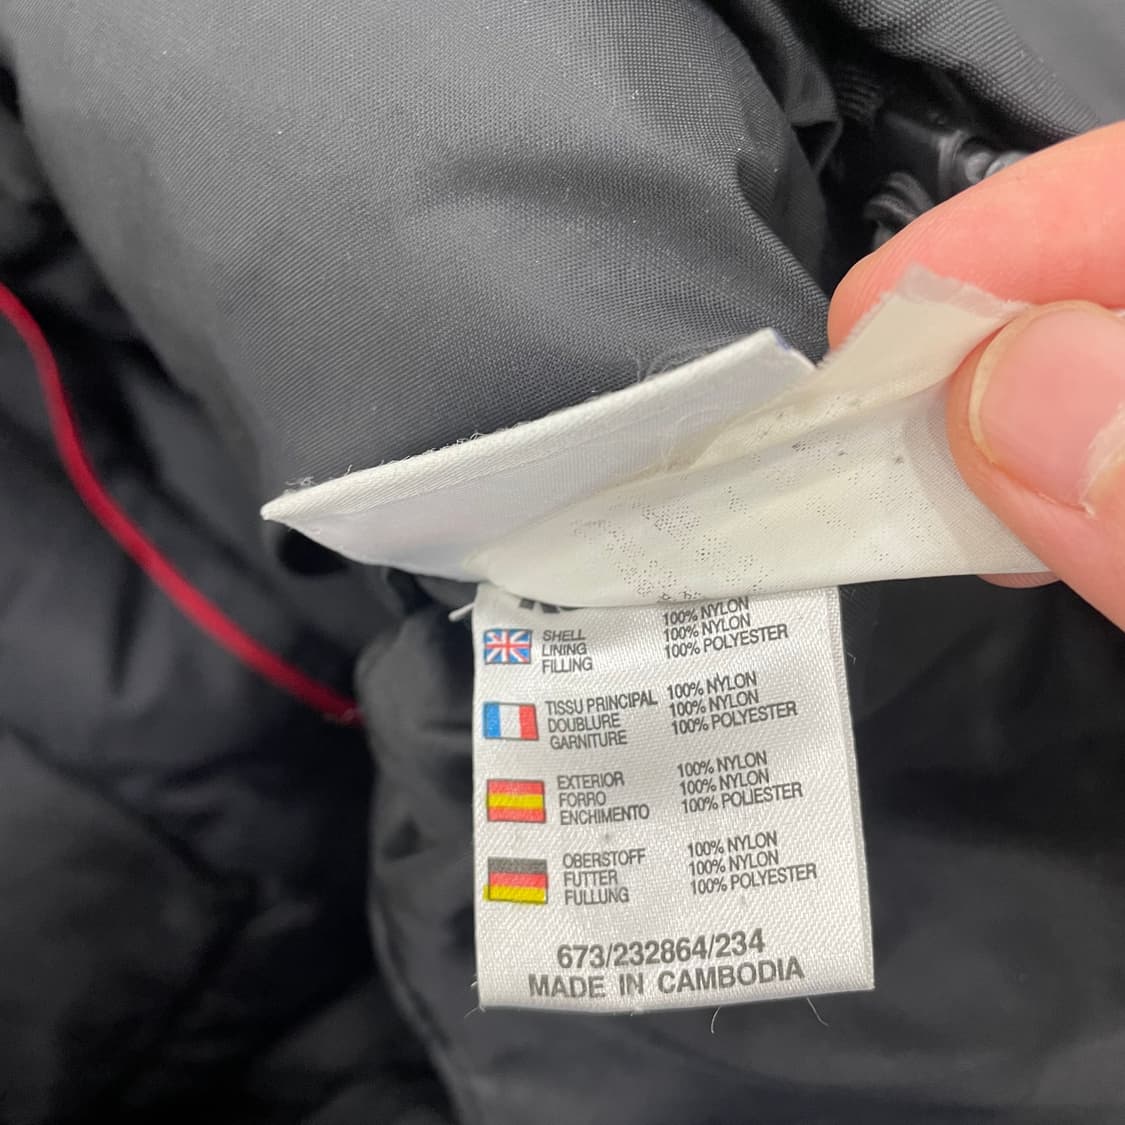 SHELL 100% NYLON
LINING 100% NYLON
FILLING 100% POLYESTER
TISSU PRINCIPAL 100% NYLON
DOUBLURE 100% NYLON
GARNITURE 100% POLYESTER
EXTERIOR 100% NYLON
FORRO 100% NYLON
ENCHIMENTO 100% POLIESTER
OBERSTOFF 100% NYLON
FUTTER 100% NYLON
FULLUNG 100% POLYESTER
673/232864/234
MADE IN CAMBODIA